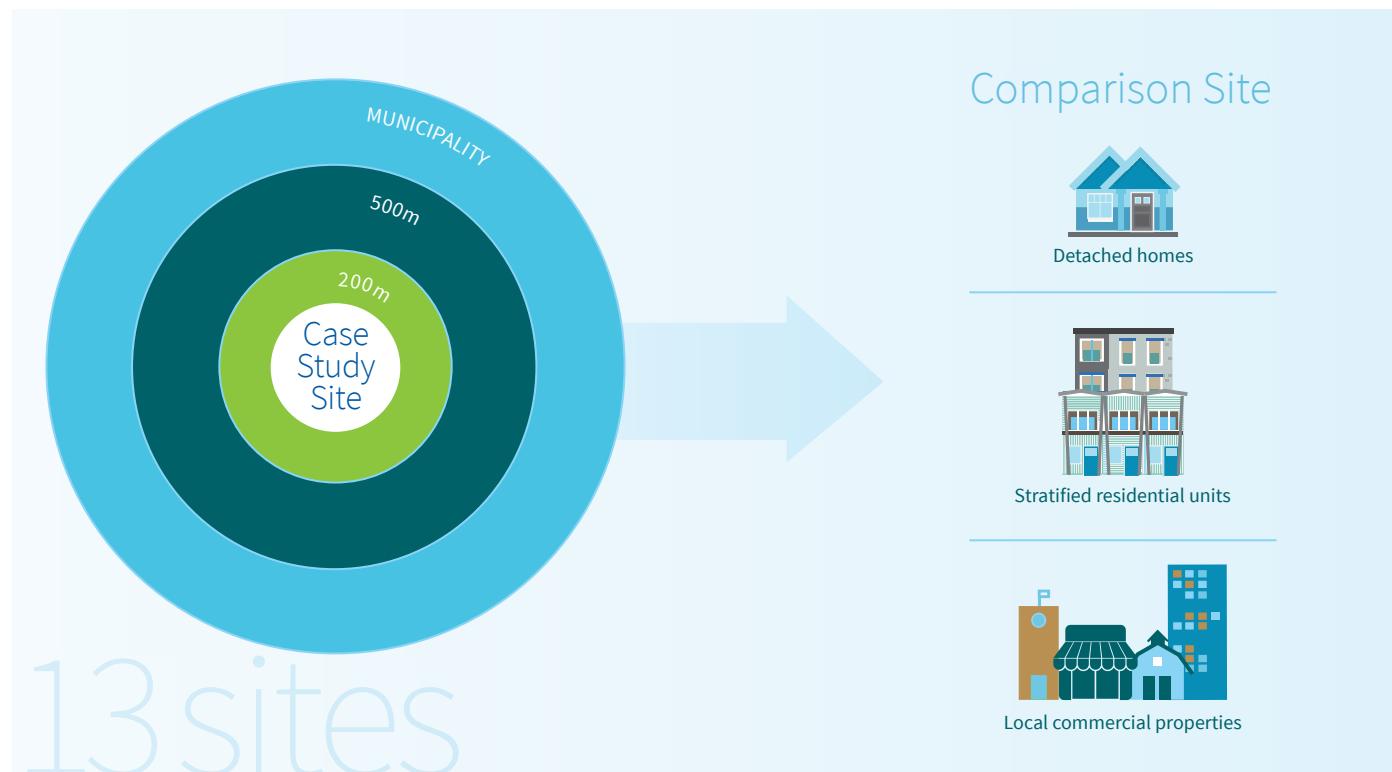 MUNICIPALITY
500m
200m
Case
Study
Site
13 sites
Comparison Site
Detached homes
Stratified residential units
Local commercial properties